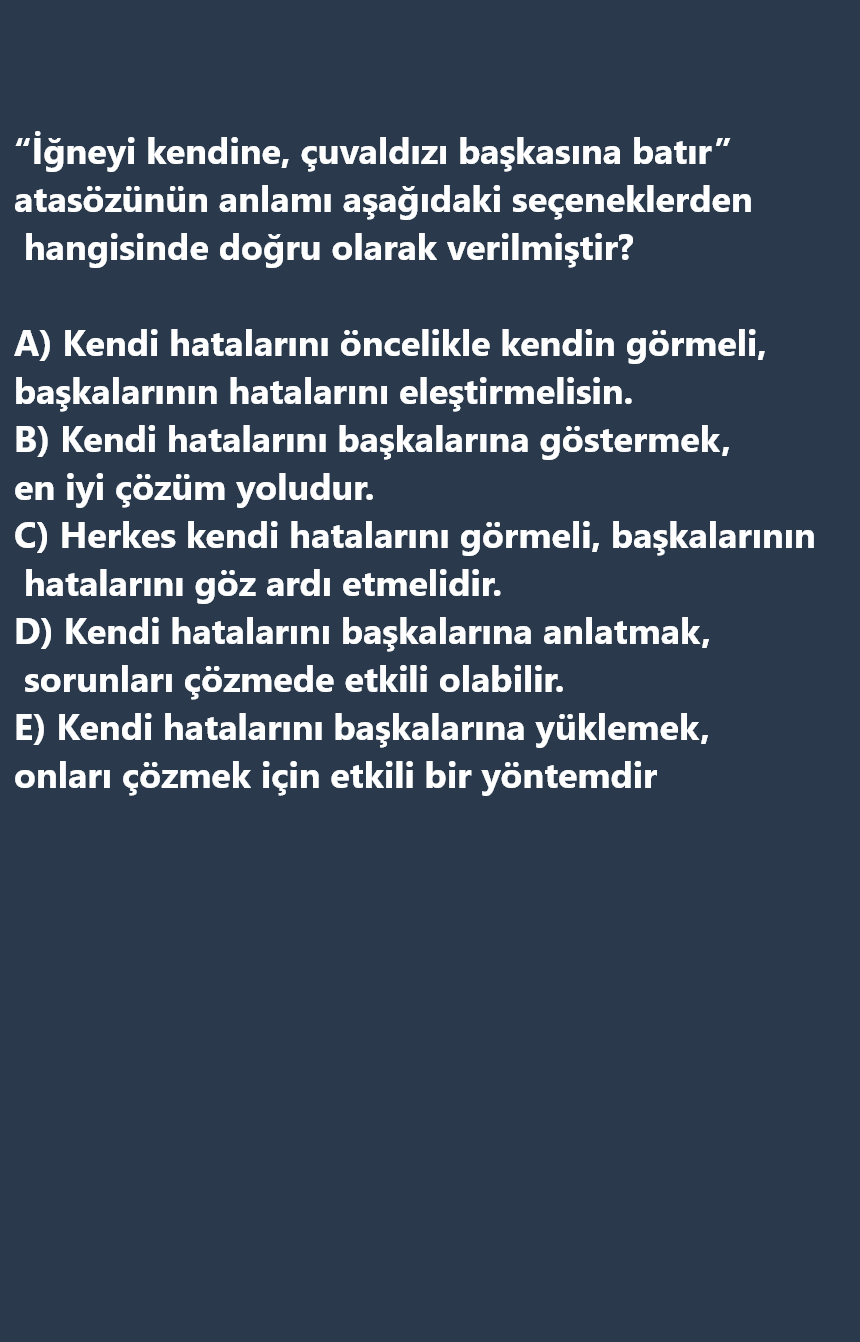 “İğneyi kendine, çuvaldızı başkasına batır”
atasözünün anlamı aşağıdaki seçeneklerden
hangisinde doğru olarak verilmiştir?
A) Kendi hatalarını öncelikle kendin görmeli,
başkalarının hatalarını eleştirmelisin.
B) Kendi hatalarını başkalarına göstermek,
en iyi çözüm yoludur.
C) Herkes kendi hatalarını görmeli, başkalarının
hatalarını göz ardı etmelidir.
D) Kendi hatalarını başkalarına anlatmak,
sorunları çözmede etkili olabilir.
E) Kendi hatalarını başkalarına yüklemek,
onları çözmek için etkili bir yöntemdir